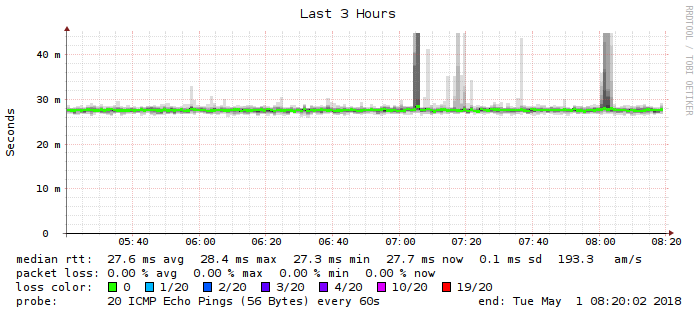 Last 3 Hours
RRDTOOL / TOBI OETIKER
Seconds
40 m
30 m
20 m
10 m
0
05:40 06:00 06:20 06:40 07:00 07:20 07:40 08:00 08:20
median rtt: 27.6 ms avg 28.4 ms max 27.3 ms min 27.7 ms now 0.1 ms sd 193.3 am/s
packet loss: 0.00 % avg 0.00 % max 0.00 % min 0.00 % now
loss color: 0 1/20 2/20 3/20 4/20 10/20 19/20
probe: 20 ICMP Echo Pings (56 Bytes) every 60s end: Tue May 1 08:20:02 2018